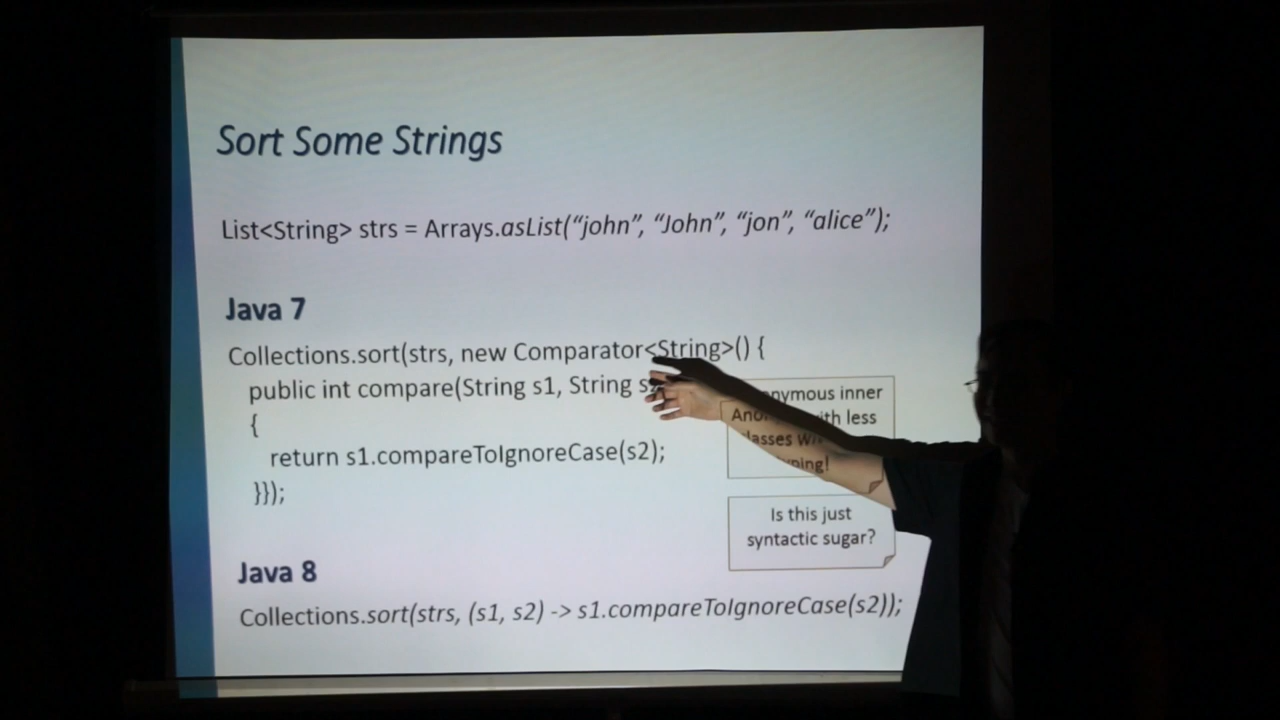 Sort Some Strings
List<String> strs = Arrays.asList(“john”, “John”, “jon”, “alice”);
Java 7
Collections.sort(strs, new Comparator<String>() {
public int compare(String s1, String
{
return s1.compareToIgnoreCase(s2);
}});
inner
less
Is this just
syntactic sugar?
Java 8
Collections.sort(strs, (s1, s2) -> s1.compareToIgnoreCase(s2));